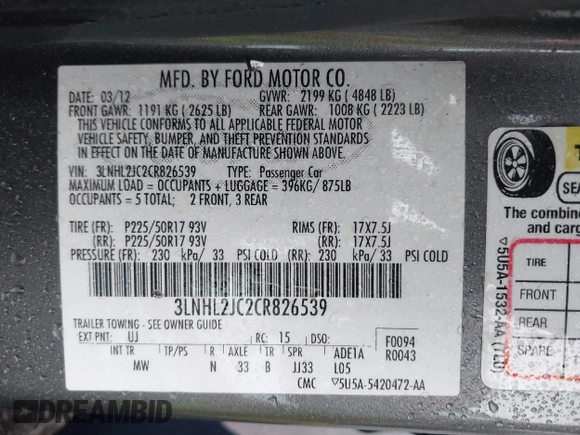 MFD. BY FORD MOTOR CO.
DATE: 03/12 GVWR: 2199 KG ( 4848 LB)
FRONT GAWR: 1191 KG ( 2625 LB) REAR GAWR: 1008 KG ( 2223 LB)
THIS VEHICLE CONFORMS TO ALL APPLICABLE FEDERAL MOTOR
VEHICLE SAFETY, BUMPER, AND THEFT PREVENTION STANDARDS
IN EFFECT ON THE DATE OF MANUFACTURE SHOWN ABOVE.
VIN: 3LNHL2JC2CR826539 TYPE: Passenger Car
MAXIMUM LOAD = OCCUPANTS + LUGGAGE = 396KG/ 875LB
OCCUPANTS = 5 TOTAL: 2 FRONT, 3 REAR
TIRE (FR): P225/50R17 93V RIMS (FR): 17X7.5J
(RR): P225/50R17 93V (RR): 17X7.5J
PRESSURE (FR): 230 kPa/ 33 PSI COLD (RR): 230 kPa/ 33 PSI COLD
3LNHL2JC2CR826539
TRAILER TOWING - SEE OWNER GUIDE
EXT PNT: UJ RC: 15 DSO: F0094
INT TR TP/PS R AXLE TR SPR ADE1A R0043
MW N 33 B JJ33 L05
CMC ▽5U5A-5420472-AA
The combin
and carg
TIRE
FRONT
REAR
SPARE
▽5U5A-1532-AA (TLU)
DREAMBID